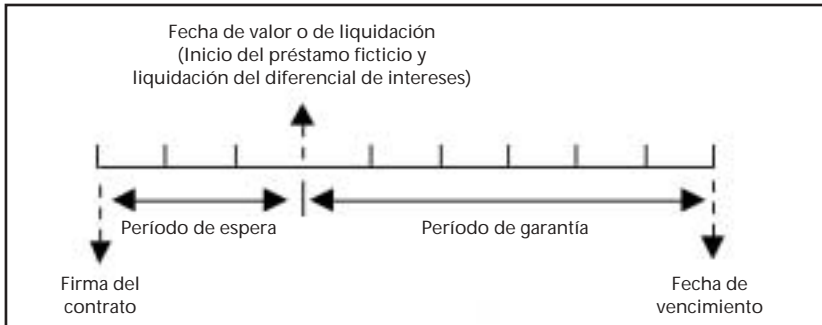 Fecha de valor o de liquidación
(Inicio del préstamo ficticio y
liquidación del diferencial de intereses)
Período de espera
Período de garantía
Firma del
contrato
Fecha de
vencimiento